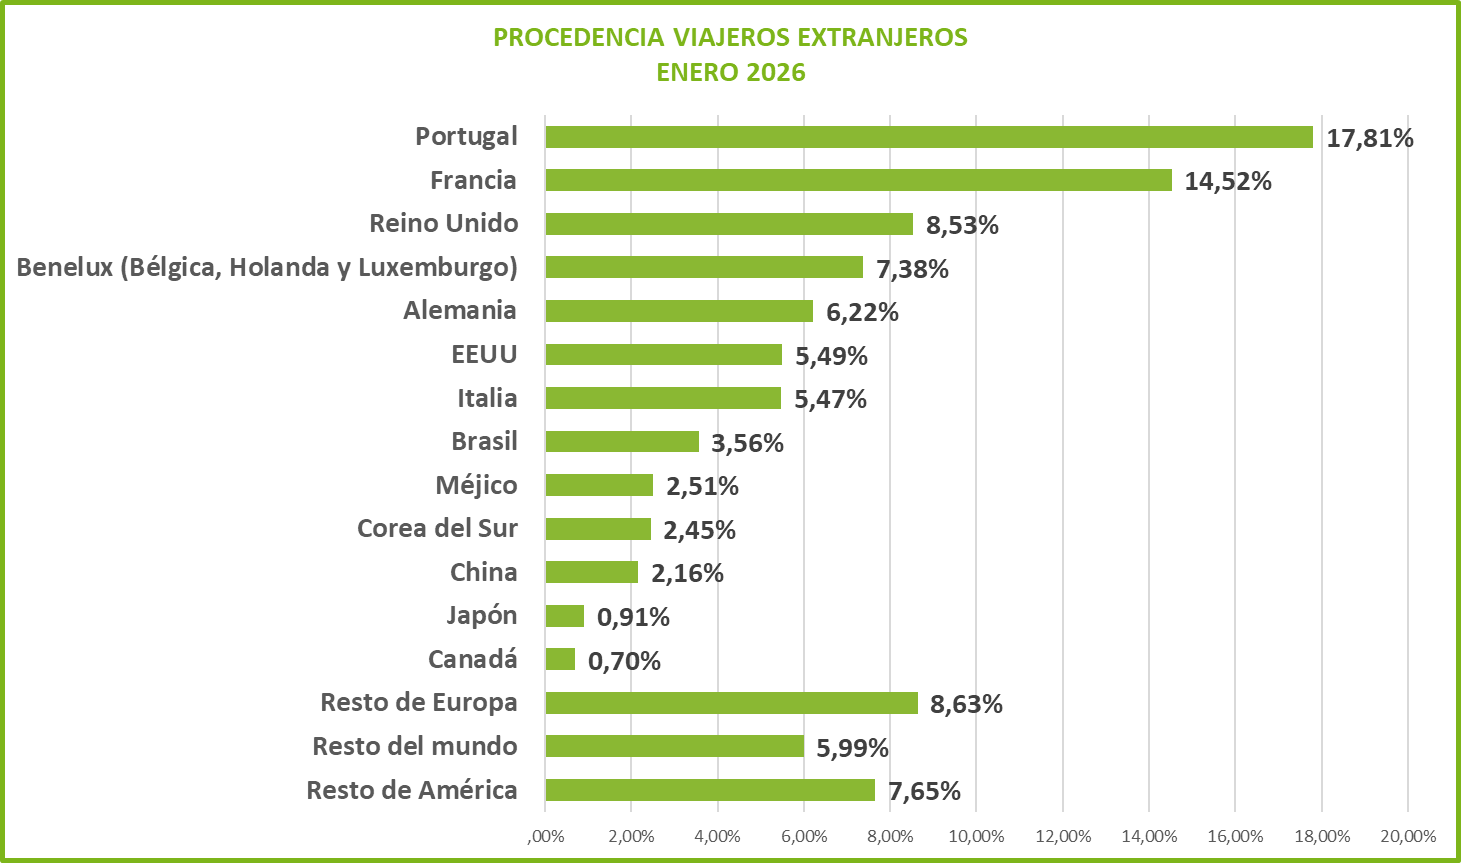 PROCEDENCIA VIAJEROS EXTRANJEROS
ENERO 2026
Portugal 17,81%
Francia 14,52%
Reino Unido 8,53%
Benelux (Bélgica, Holanda y Luxemburgo) 7,38%
Alemania 6,22%
EEUU 5,49%
Italia 5,47%
Brasil 3,56%
Méjico 2,51%
Corea del Sur 2,45%
China 2,16%
Japón 0,91%
Canadá 0,70%
Resto de Europa 8,63%
Resto del mundo 5,99%
Resto de América 7,65%
,00% 2,00% 4,00% 6,00% 8,00% 10,00% 12,00% 14,00% 16,00% 18,00% 20,00%